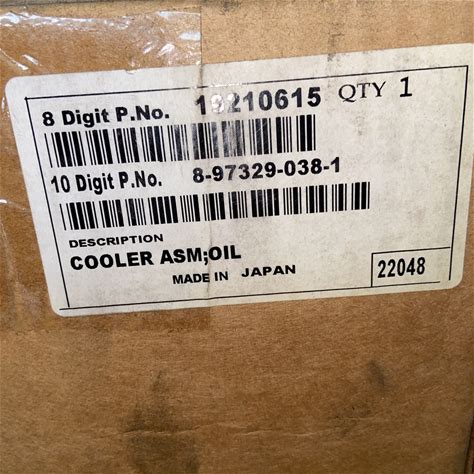 8 Digit P.No. 19210615 QTY 1
10 Digit P.No. 8-97329-038-1
DESCRIPTION
COOLER ASM;OIL
MADE IN JAPAN
22048